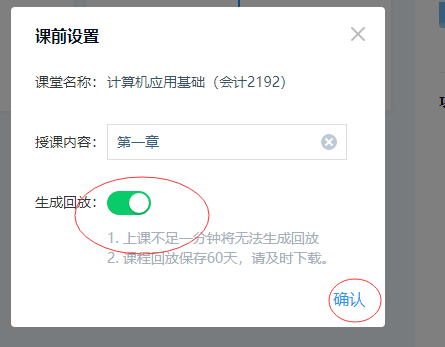 课前设置
课堂名称：计算机应用基础（会计2192）
授课内容：第一章
生成回放：
1. 上课不足一分钟将无法生成回放
2. 课程回放保存60天，请及时下载。
确认